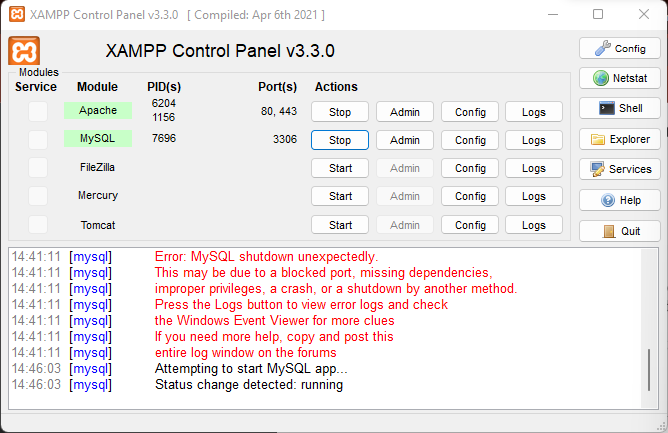 XAMPP Control Panel v3.3.0 [ Compiled: Apr 6th 2021 ]
XAMPP Control Panel v3.3.0
Config
Modules
Service Module PID(s) Port(s) Actions
Netstat
Apache 6204 1156 80, 443 Stop Admin Config Logs
Shell
MySQL 7696 3306 Stop Admin Config Logs
Explorer
FileZilla Start Admin Config Logs
Services
Mercury Start Admin Config Logs
Help
Tomcat Start Admin Config Logs
Quit
14:41:11 [mysql] Error: MySQL shutdown unexpectedly.
14:41:11 [mysql] This may be due to a blocked port, missing dependencies,
14:41:11 [mysql] improper privileges, a crash, or a shutdown by another method.
14:41:11 [mysql] Press the Logs button to view error logs and check
14:41:11 [mysql] the Windows Event Viewer for more clues
14:41:11 [mysql] If you need more help, copy and post this
14:41:11 [mysql] entire log window on the forums
14:46:03 [mysql] Attempting to start MySQL app...
14:46:03 [mysql] Status change detected: running